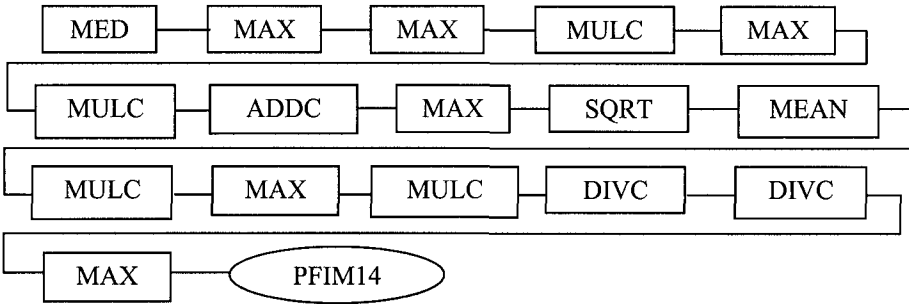 MED MAX MAX MULC MAX
MULC ADDC MAX SQRT MEAN
MULC MAX MULC DIVC DIVC
MAX PFIM14